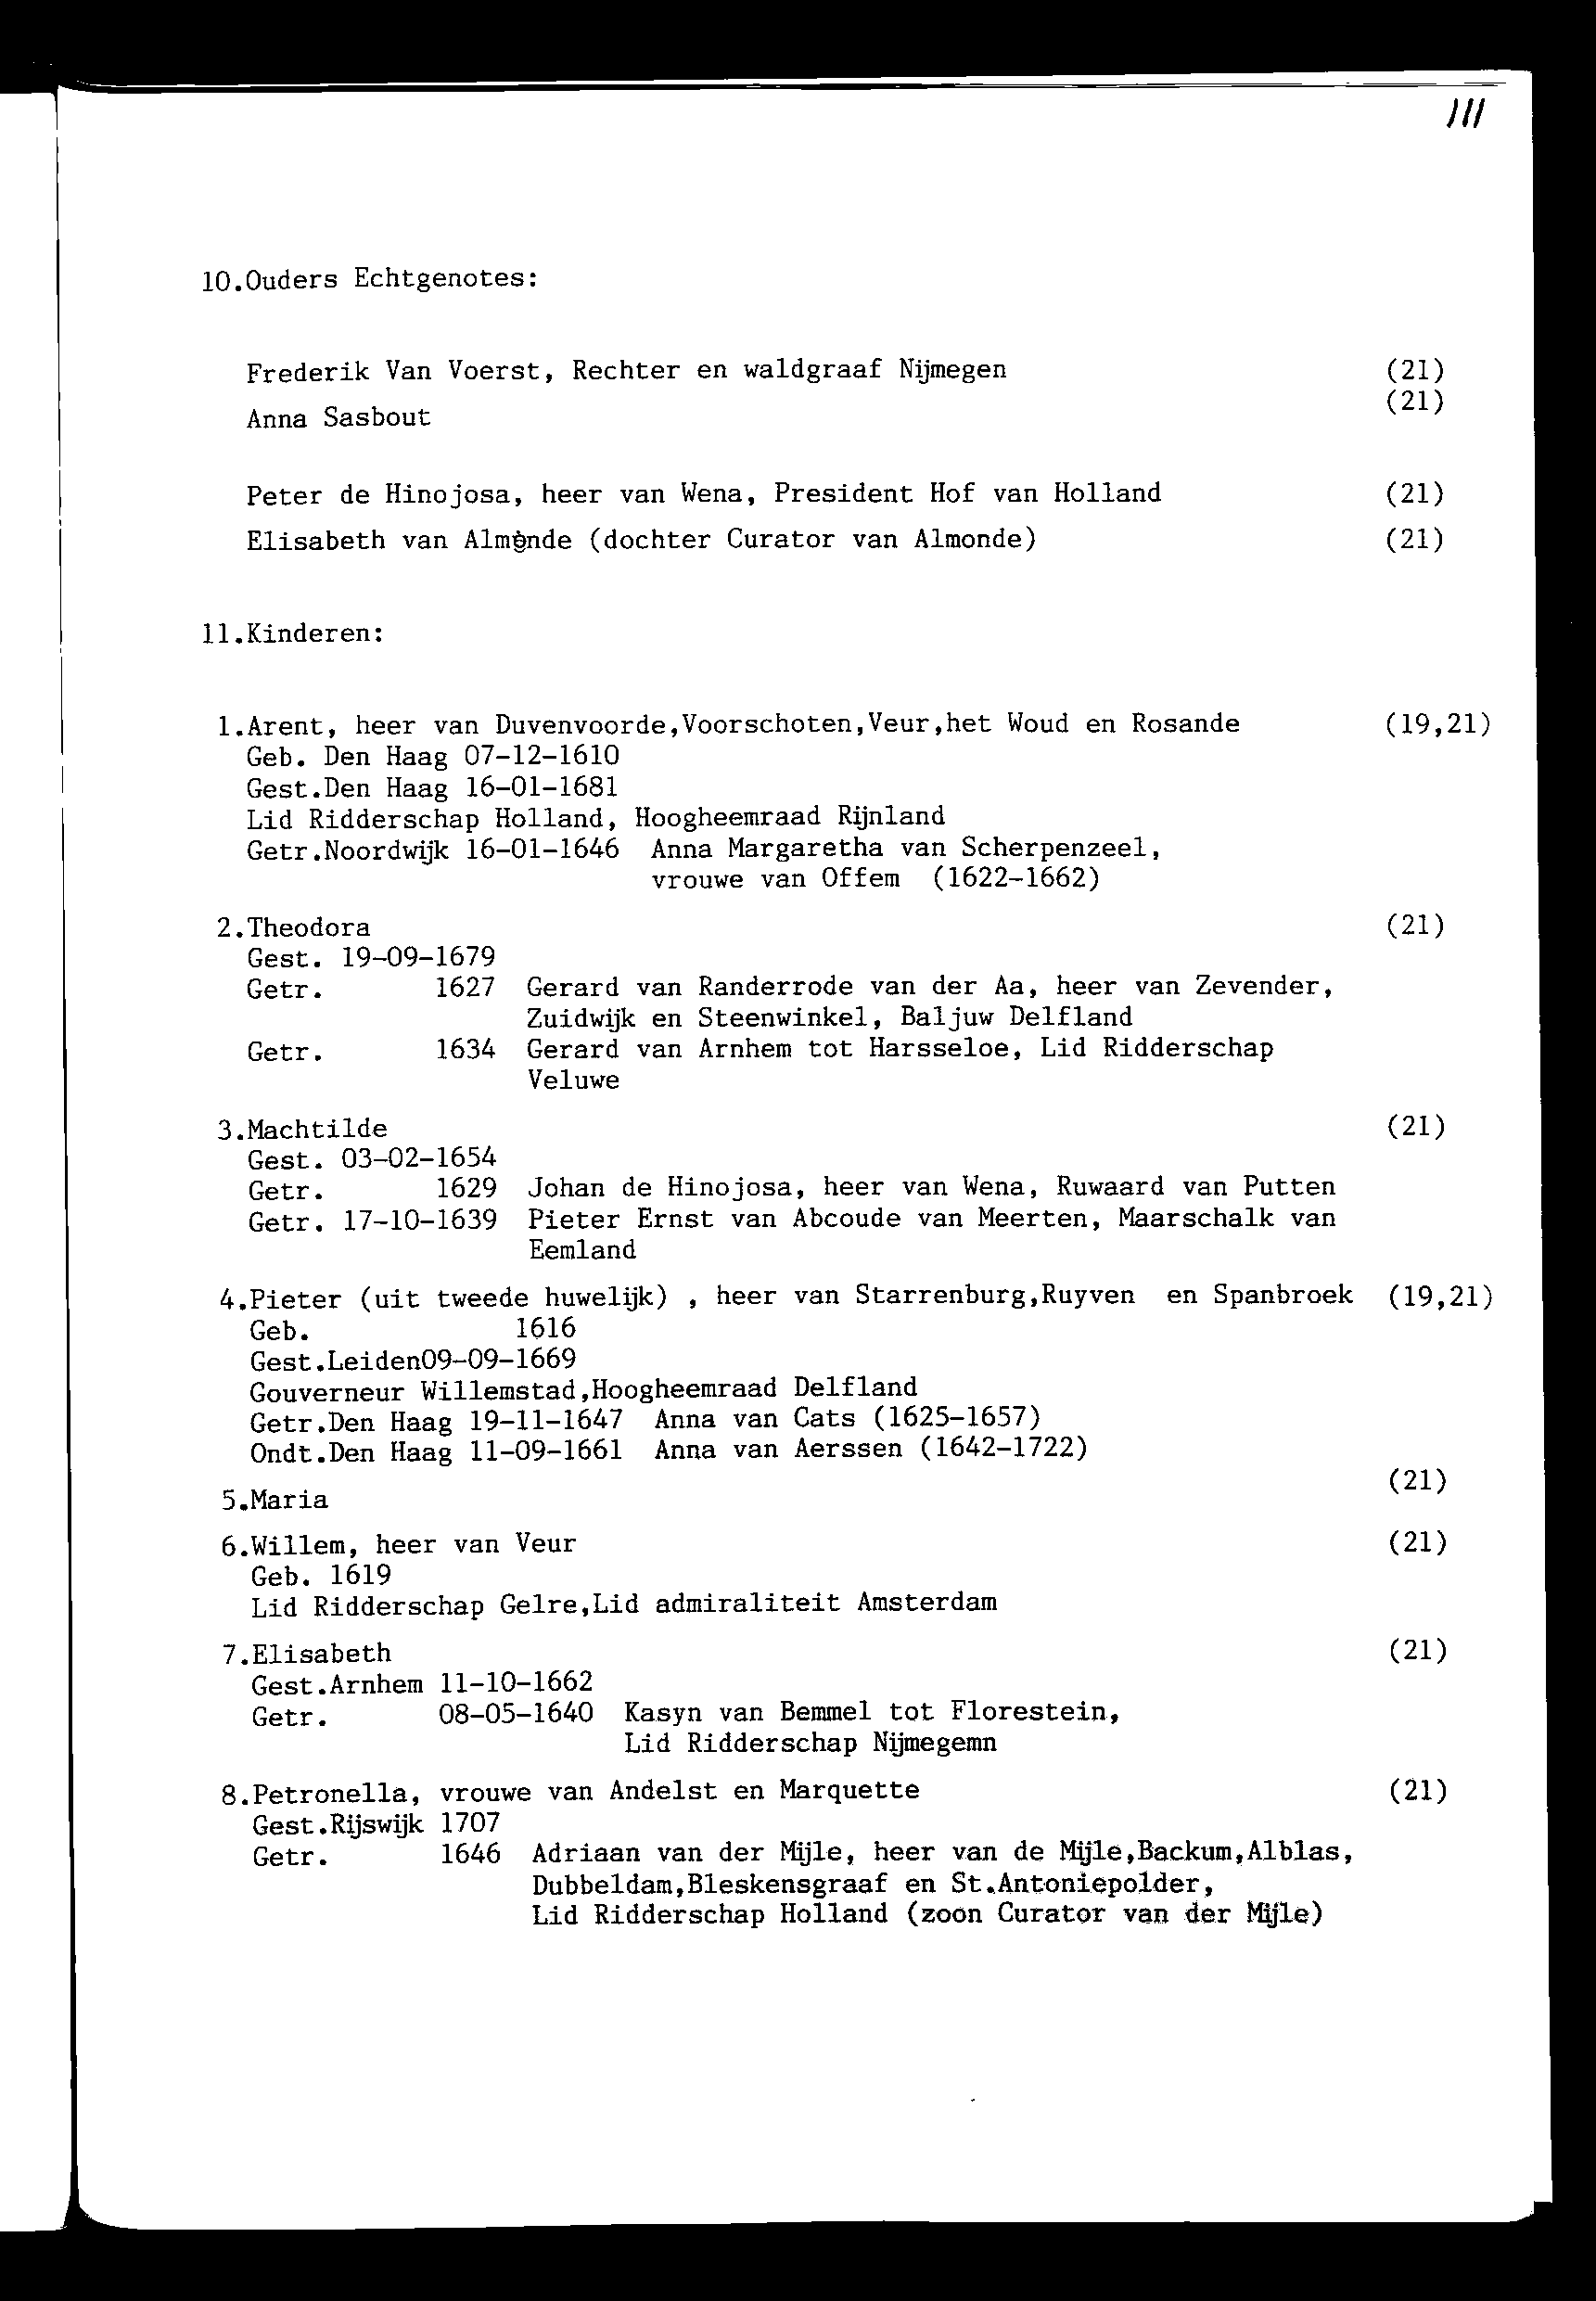 111
10.Ouders Echtgenotes:
Frederik Van Voerst, Rechter en waldgraaf Nijmegen (21)
Anna Sasbout (21)
Peter de Hinojosa, heer van Wena, President Hof van Holland (21)
Elisabeth van Almonde (dochter Curator van Almonde) (21)
11.Kinderen:
1.Arent, heer van Duvenvoorde,Voorschoten,Veur,het Woud en Rosande (19,21)
Geb. Den Haag 07-12-1610
Gest.Den Haag 16-01-1681
Lid Ridderschap Holland, Hoogheemraad Rijnland
Getr.Noordwijk 16-01-1646 Anna Margaretha van Scherpenzeel,
vrouwe van Offem (1622-1662)
2.Theodora (21)
Gest. 19-09-1679
Getr. 1627 Gerard van Randerrode van der Aa, heer van Zevender,
Zuidwijk en Steenwinkel, Baljuw Delfland
Getr. 1634 Gerard van Arnhem tot Harsseloe, Lid Ridderschap
Veluwe
3.Machtilde (21)
Gest. 03-02-1654
Getr. 1629 Johan de Hinojosa, heer van Wena, Ruwaard van Putten
Getr. 17-10-1639 Pieter Ernst van Abcoude van Meerten, Maarschalk van
Eemland
4.Pieter (uit tweede huwelijk) , heer van Starrenburg,Ruyven en Spanbroek (19,21)
Geb. 1616
Gest.Leiden09-09-1669
Gouverneur Willemstad,Hoogheemraad Delfland
Getr.Den Haag 19-11-1647 Anna van Cats (1625-1657)
Ondt.Den Haag 11-09-1661 Anna van Aerssen (1642-1722)
5.Maria (21)
6.Willem, heer van Veur (21)
Geb. 1619
Lid Ridderschap Gelre,Lid admiraliteit Amsterdam
7.Elisabeth (21)
Gest.Arnhem 11-10-1662
Getr. 08-05-1640 Kasyn van Bemmel tot Florestein,
Lid Ridderschap Nijmegemn
8.Petronella, vrouwe van Andelst en Marquette (21)
Gest.Rijswijk 1707
Getr. 1646 Adriaan van der Mijle, heer van de Mijle,Backum,Alblas,
Dubbeldam,Bleskensgraaf en St.Antoniepolder,
Lid Ridderschap Holland (zoon Curator van der Mijle)